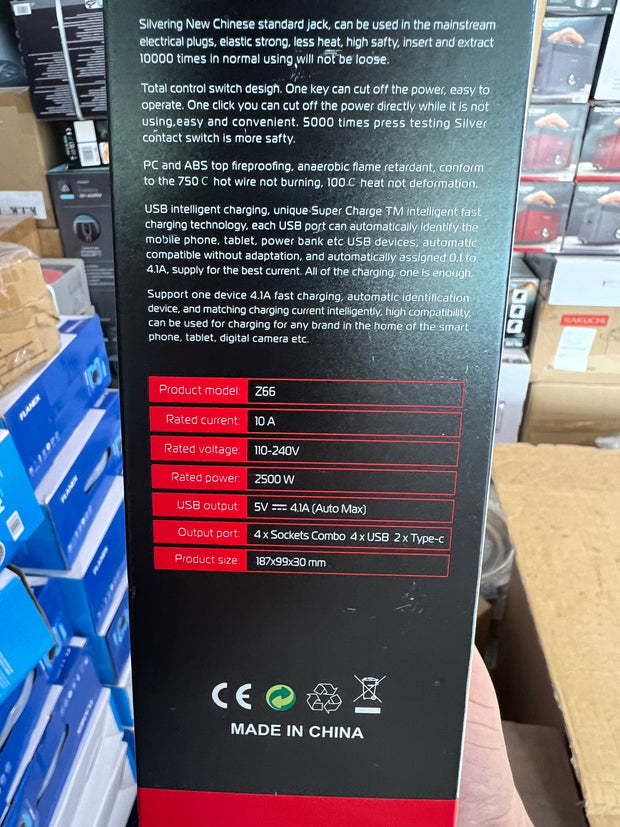 Silvering New Chinese standard jack, can be used in the mainstream
electrical plugs, elastic strong, less heat, high safty, insert and extract
10000 times in normal using will not be loose.
Total control switch design. One key can cut off the power, easy to
operate. One click you can cut off the power directly while it is not
using,easy and convenient. 5000 times press testing Silver
contact switch is more safty.
PC and ABS top fireproofing, anaerobic flame retardant, conform
to the 750℃ hot wire not burning, 100℃ heat not deformation.
USB intelligent charging, unique Super Charge TM intelligent fast
charging technology, each USB port can automatically identify the
mobile phone, tablet, power bank etc USB devices, automatic
compatible without adaptation, and automatically assigned 0.1 to
4.1A, supply for the best current. All of the charging, one is enough.
Support one device 4.1A fast charging, automatic identification
device, and matching charging current intelligently, high compatibility,
can be used for charging for any brand in the home of the smart
phone, tablet, digital camera etc.
Product model: Z66
Rated current: 10 A
Rated voltage: 110-240V
Rated power: 2500 W
USB output: 5V ⎓ 4.1A (Auto Max)
Output port: 4 x Sockets Combo 4 x USB 2 x Type-c
Product size: 187x99x30 mm
CE
MADE IN CHINA
FLANEK
FLANEK
FLANEK
SAKUCHI